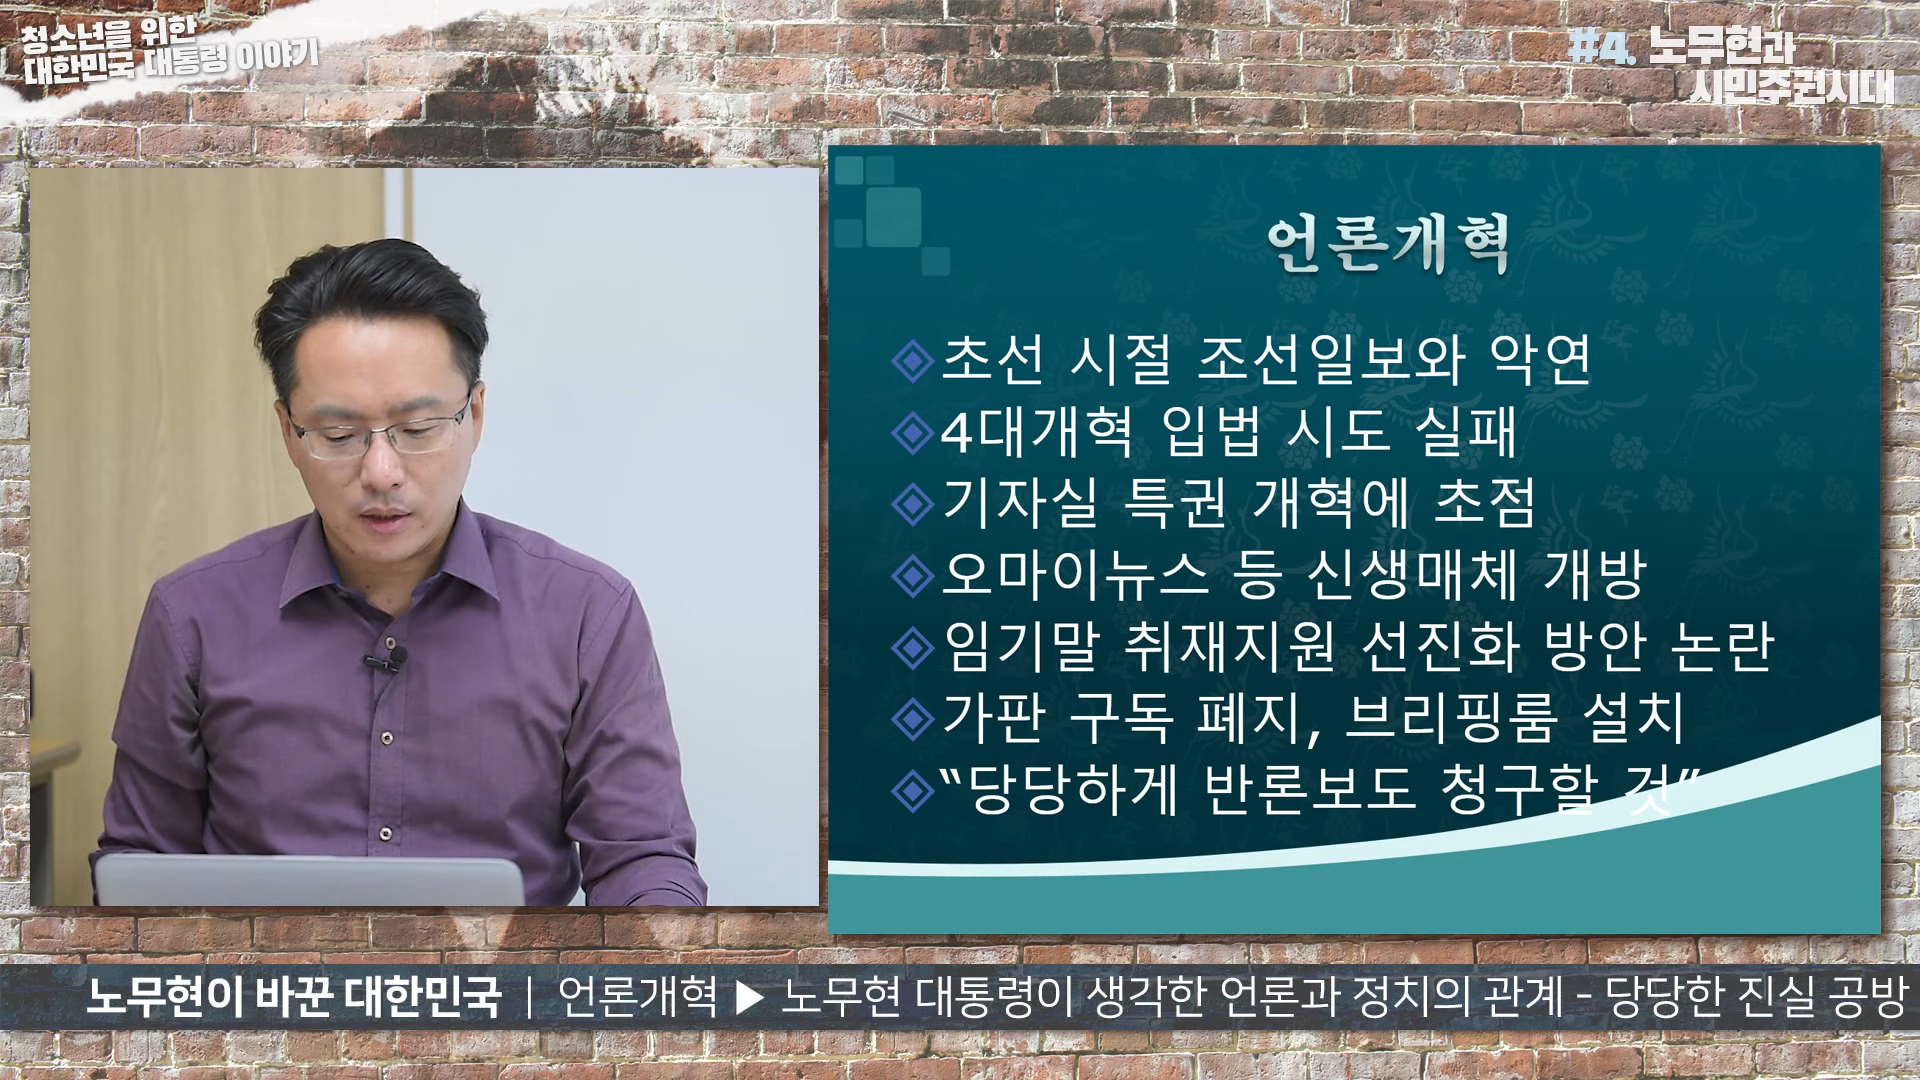 청소년을 위한
대한민국 대통령 이야기
#4. 노무현과
시민주권시대
언론개혁
초선 시절 조선일보와 악연
4대개혁 입법 시도 실패
기자실 특권 개혁에 초점
오마이뉴스 등 신생매체 개방
임기말 취재지원 선진화 방안 논란
가판 구독 폐지, 브리핑룸 설치
“당당하게 반론보도 청구할 것”
노무현이 바꾼 대한민국 | 언론개혁 ▶ 노무현 대통령이 생각한 언론과 정치의 관계 - 당당한 진실 공방